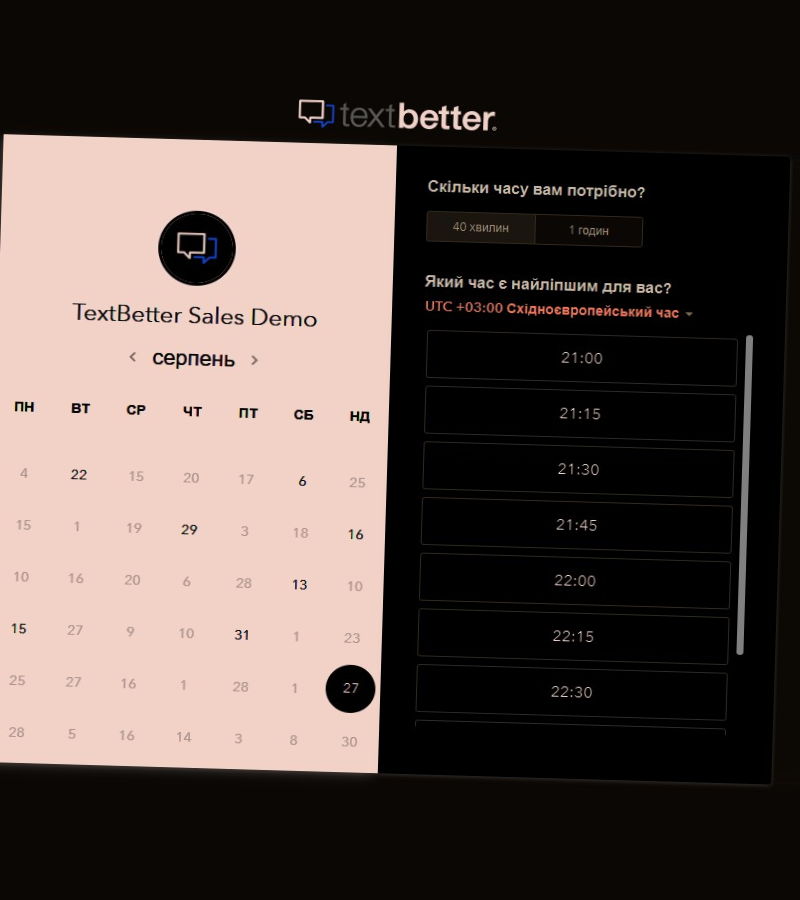 textbetter.
TextBetter Sales Demo
серпень
ПН ВТ СР ЧТ ПТ СБ НД
4 22 15 20 17 6 25
15 1 19 29 3 18 16
10 16 20 6 28 13 10
15 27 9 10 31 1 23
25 27 16 1 28 1 27
28 5 16 14 3 8 30
Скільки часу вам потрібно?
40 хвилин 1 годин
Який час є найліпшим для вас?
UTC +03:00 Східноєвропейський час
21:00
21:15
21:30
21:45
22:00
22:15
22:30